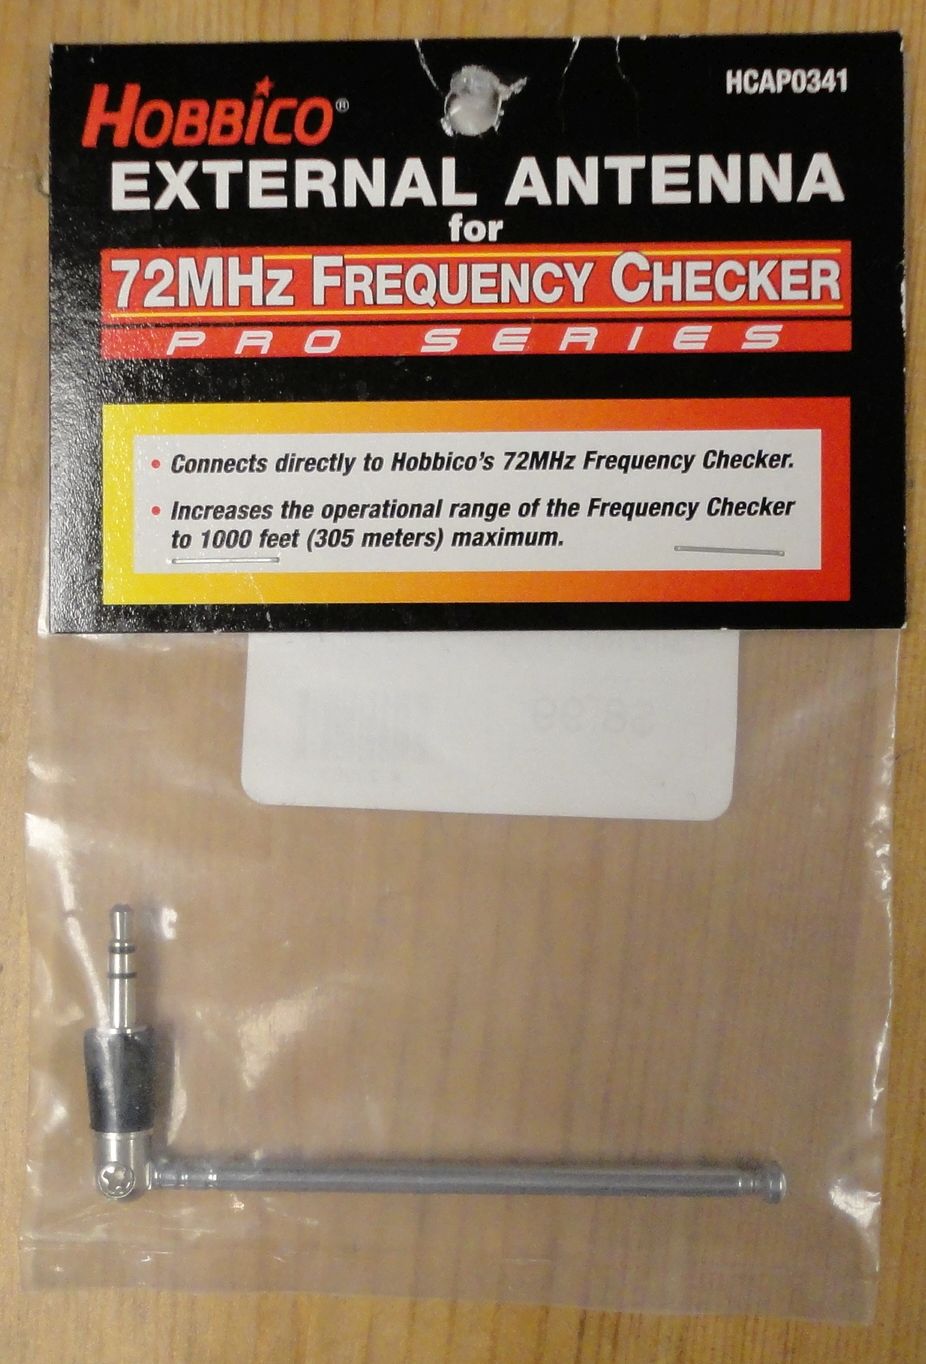 HCAP0341
HOBBICO®
EXTERNAL ANTENNA
for
72MHz FREQUENCY CHECKER
PRO SERIES
• Connects directly to Hobbico's 72MHz Frequency Checker.
• Increases the operational range of the Frequency Checker
to 1000 feet (305 meters) maximum.